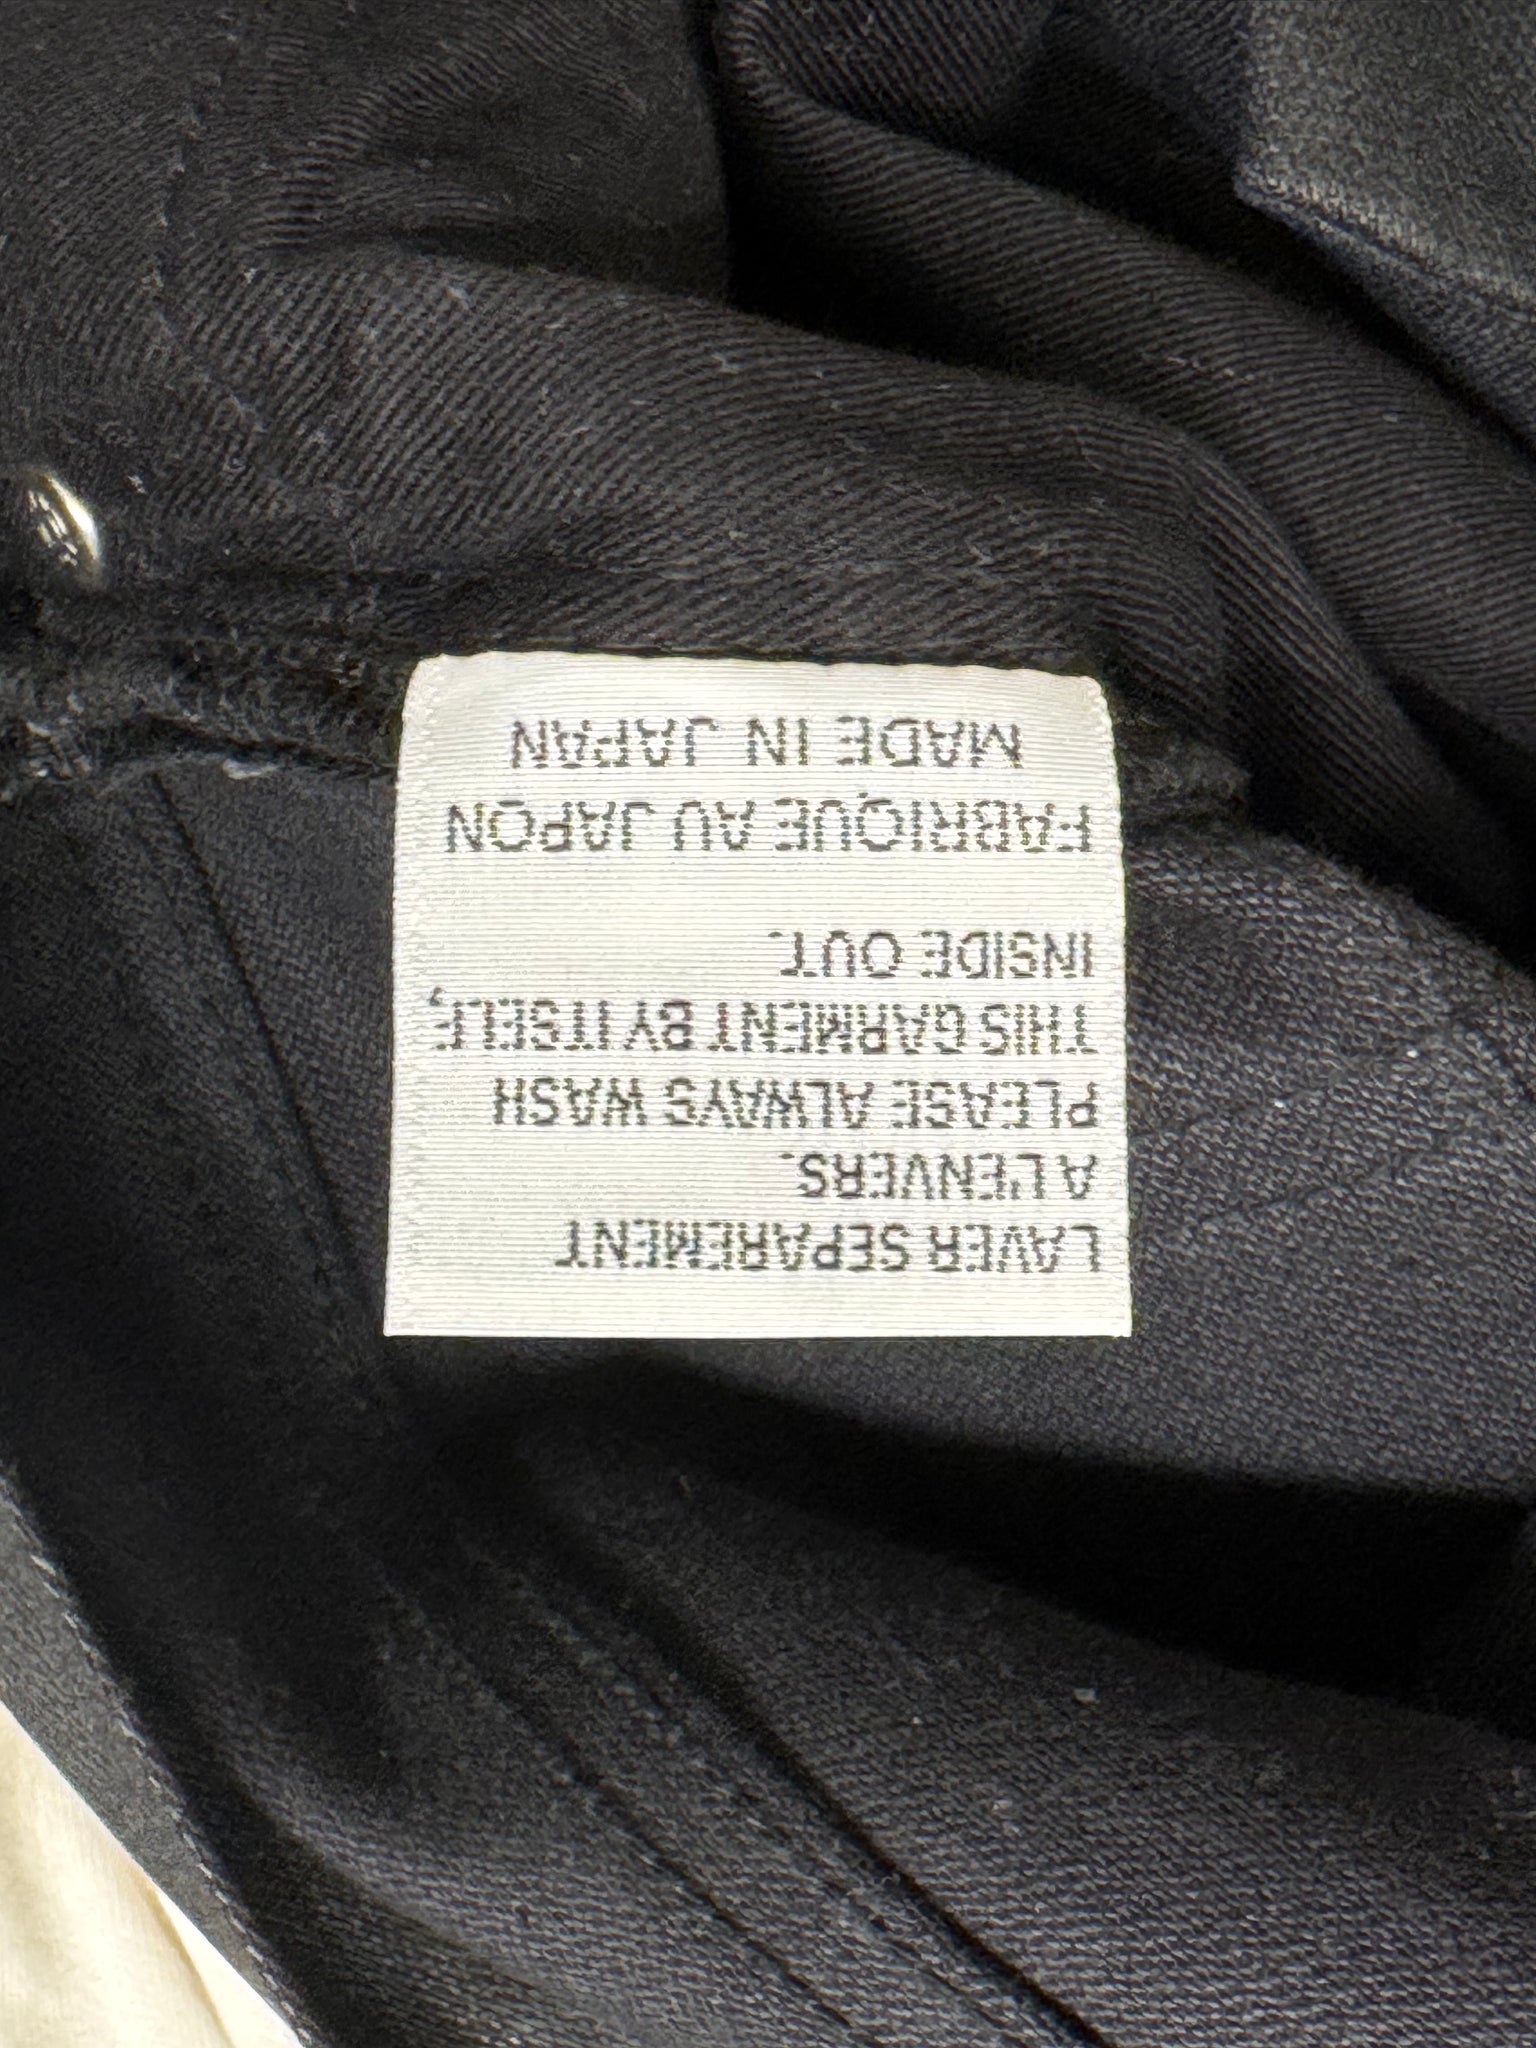 LAVER SEPAREMENT
A L'ENVERS.
PLEASE ALWAYS WASH
THIS GARMENT BY ITSELF,
INSIDE OUT.
FABRIQUE AU JAPON
MADE IN JAPAN